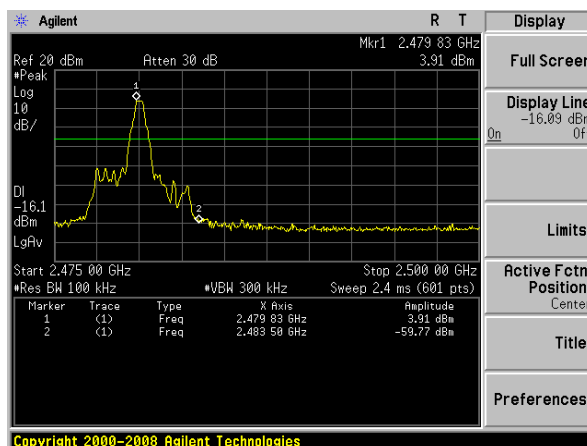 Agilent R T Display
Mkr1 2.479 83 GHz
Ref 20 dBm Atten 30 dB 3.91 dBm
#Peak
Log
10
dB/
1
2
DI
-16.1
dBm
LgAv
Start 2.475 00 GHz Stop 2.500 00 GHz
#Res BW 100 kHz #VBW 300 kHz Sweep 2.4 ms (601 pts)
Marker Trace Type X Axis Amplitude
1 (1) Freq 2.479 83 GHz 3.91 dBm
2 (1) Freq 2.483 50 GHz -59.77 dBm
Full Screen
Display Line
-16.09 dBm
On Of
Limits
Active Fctn
Position
Center
Title
Preferences
Copyright 2000-2008 Agilent Technologies